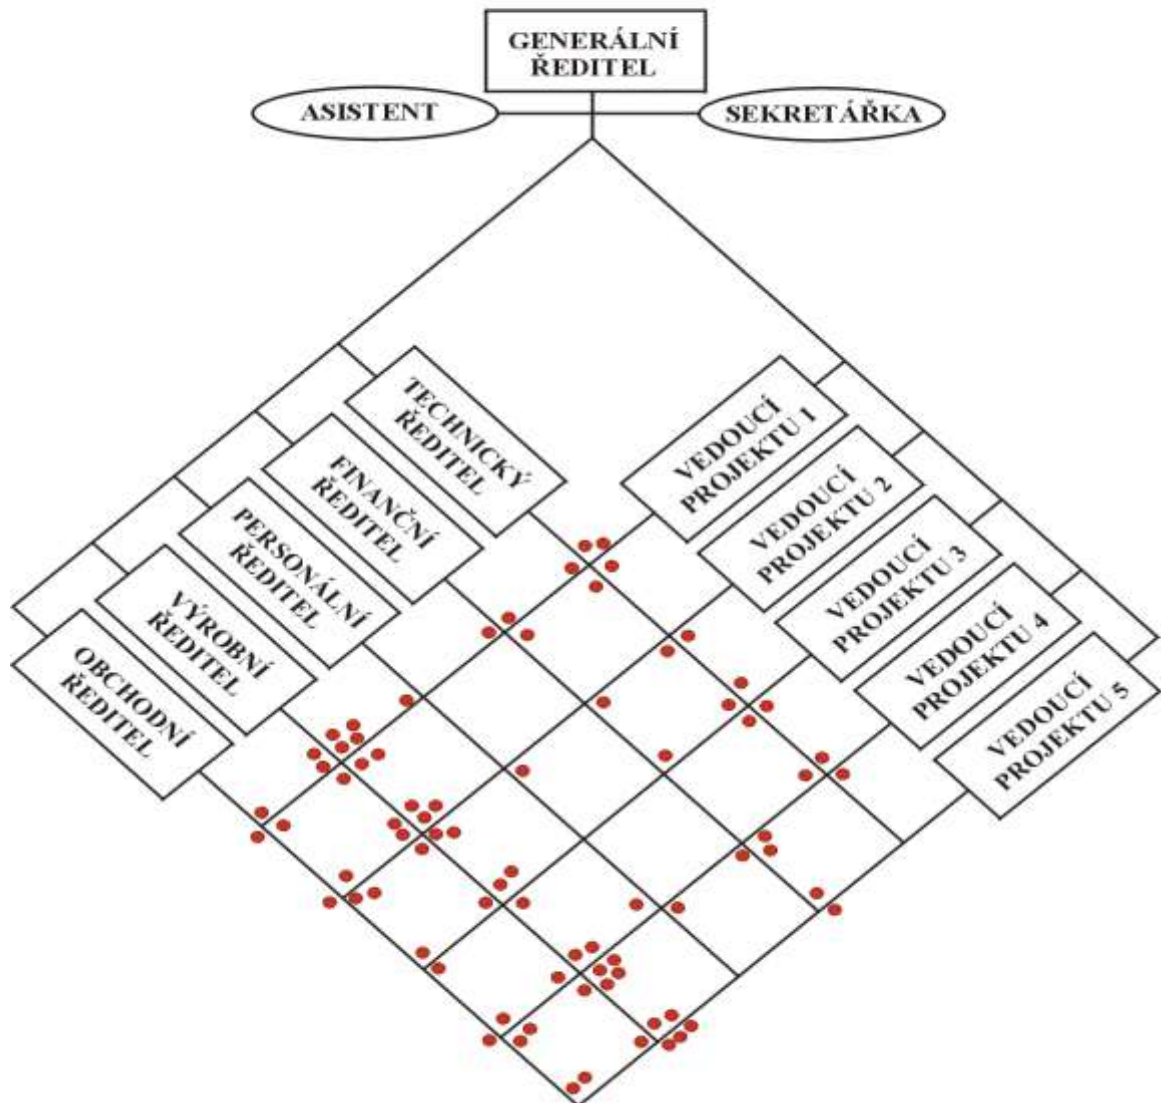 GENERÁLNÍ
ŘEDITEL
ASISTENT
SEKRETÁŘKA
TECHNICKÝ
ŘEDITEL
FINANČNÍ
ŘEDITEL
PERSONÁLNÍ
ŘEDITEL
VÝROBNÍ
ŘEDITEL
OBCHODNÍ
ŘEDITEL
VEDOUCÍ
PROJEKTU 1
VEDOUCÍ
PROJEKTU 2
VEDOUCÍ
PROJEKTU 3
VEDOUCÍ
PROJEKTU 4
VEDOUCÍ
PROJEKTU 5